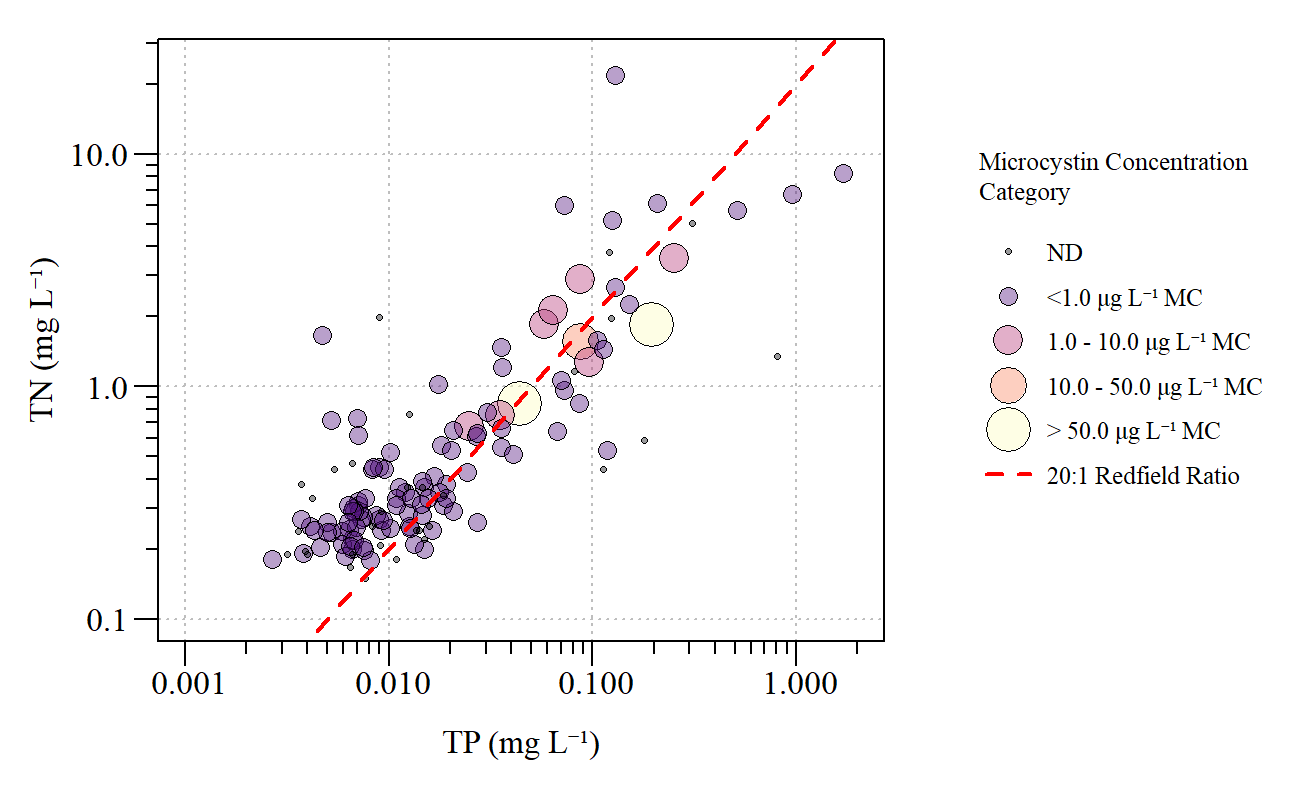 10.0
1.0
0.1
TN (mg L⁻¹)
0.001
0.010
0.100
1.000
TP (mg L⁻¹)
Microcystin Concentration
Category
ND
<1.0 μg L⁻¹ MC
1.0 - 10.0 μg L⁻¹ MC
10.0 - 50.0 μg L⁻¹ MC
> 50.0 μg L⁻¹ MC
20:1 Redfield Ratio